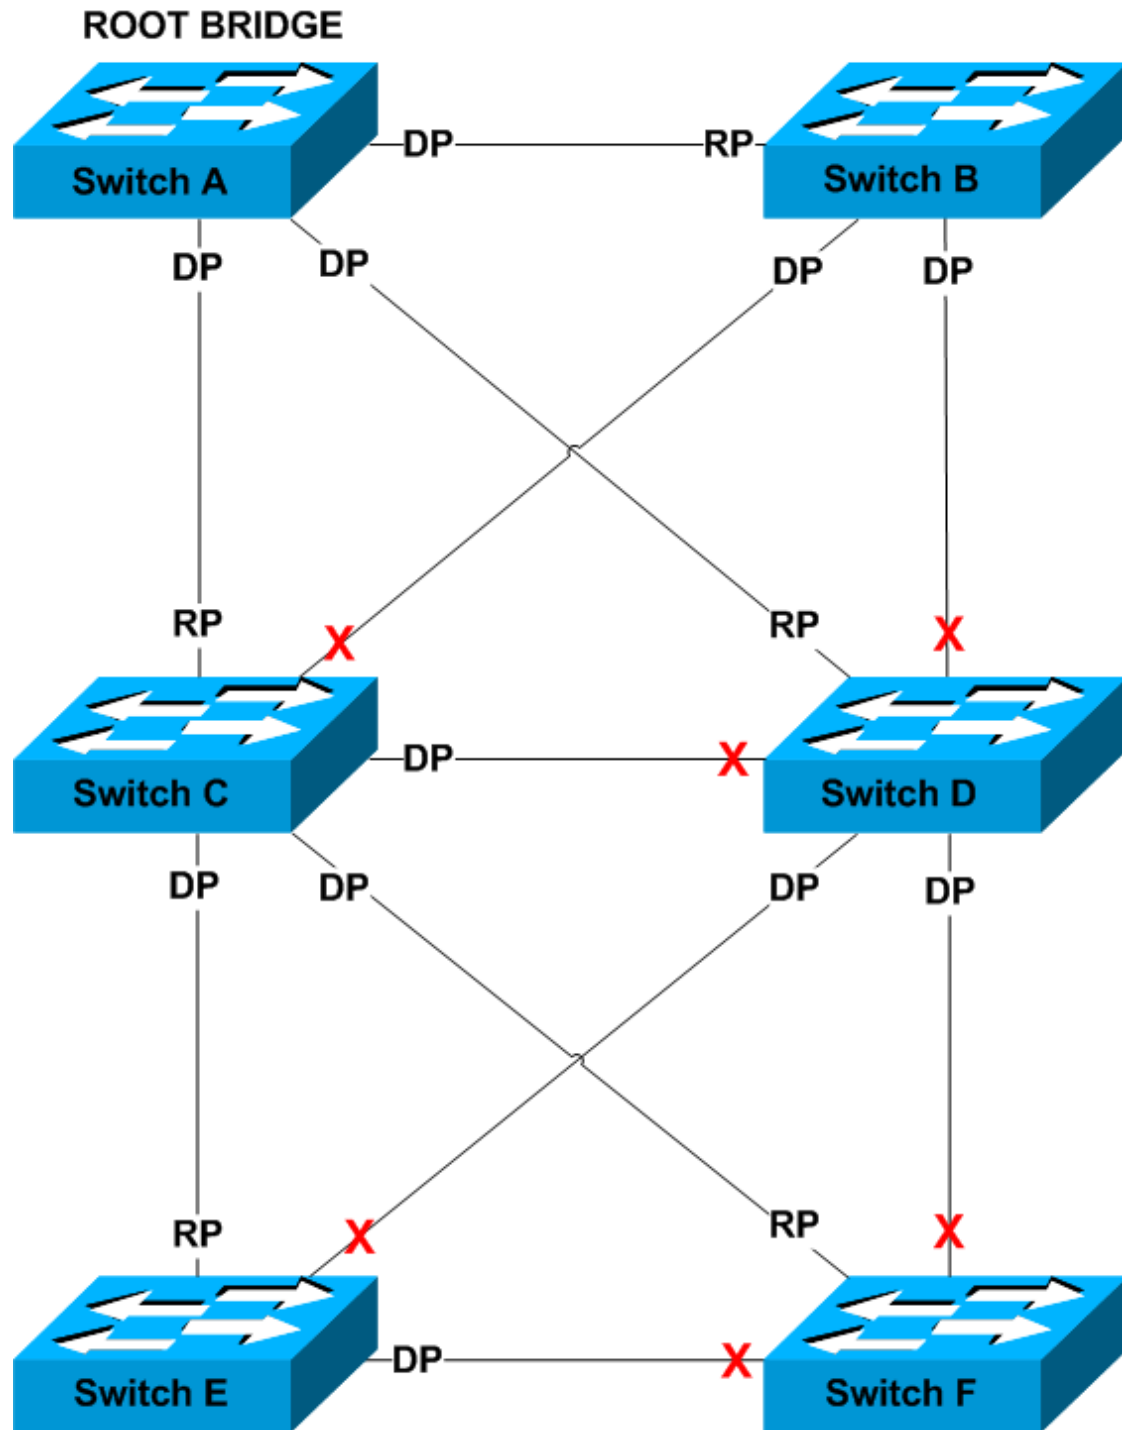 ROOT BRIDGE
Switch A
DP
RP
Switch B
DP
DP
DP
DP
RP
X
RP
X
Switch C
DP
X
Switch D
DP
DP
DP
DP
RP
X
RP
X
Switch E
DP
X
Switch F